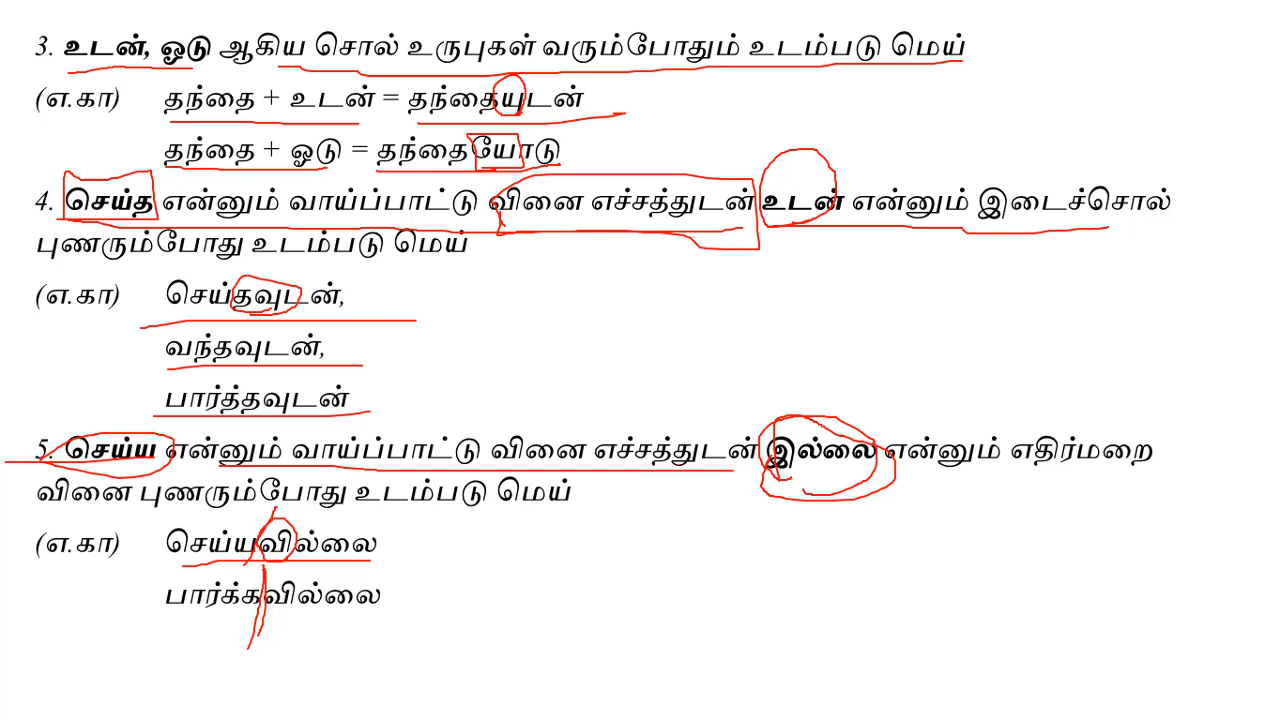 3. உடன், ஓடு ஆகிய சொல் உருபுகள் வரும்போதும் உடம்படு மெய்
(எ.கா) தந்தை + உடன் = தந்தையுடன்
தந்தை + ஓடு = தந்தையோடு
4. செய்த என்னும் வாய்ப்பாட்டு வினை எச்சத்துடன் உடன் என்னும் இடைச்சொல்
புணரும்போது உடம்படு மெய்
(எ.கா) செய்தவுடன்,
வந்தவுடன்,
பார்த்தவுடன்
5. செய்ய என்னும் வாய்ப்பாட்டு வினை எச்சத்துடன் இல்லை என்னும் எதிர்மறை
வினை புணரும்போது உடம்படு மெய்
(எ.கா) செய்யவில்லை
பார்க்கவில்லை